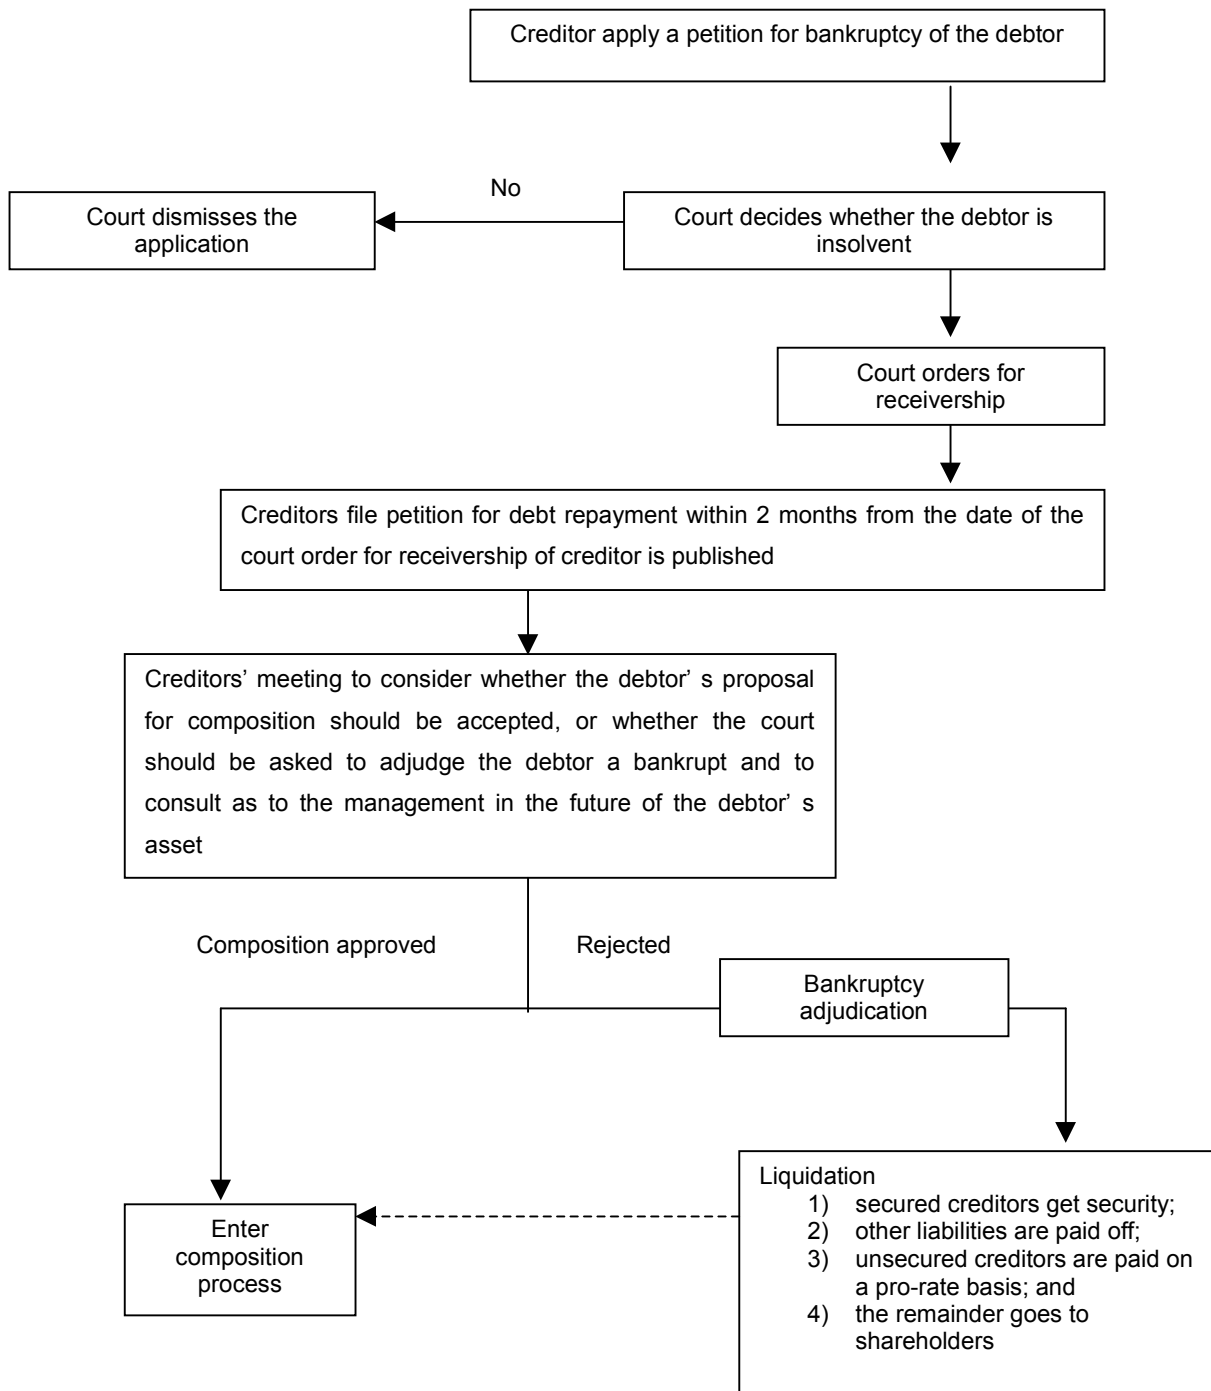 Creditor apply a petition for bankruptcy of the debtor
No
Court dismisses the
application
Court decides whether the debtor is
insolvent
Court orders for
receivership
Creditors file petition for debt repayment within 2 months from the date of the
court order for receivership of creditor is published
Creditors’ meeting to consider whether the debtor’ s proposal
for composition should be accepted, or whether the court
should be asked to adjudge the debtor a bankrupt and to
consult as to the management in the future of the debtor’ s
asset
Composition approved
Rejected
Bankruptcy
adjudication
Enter
composition
process
Liquidation
1) secured creditors get security;
2) other liabilities are paid off;
3) unsecured creditors are paid on
a pro-rate basis; and
4) the remainder goes to
shareholders